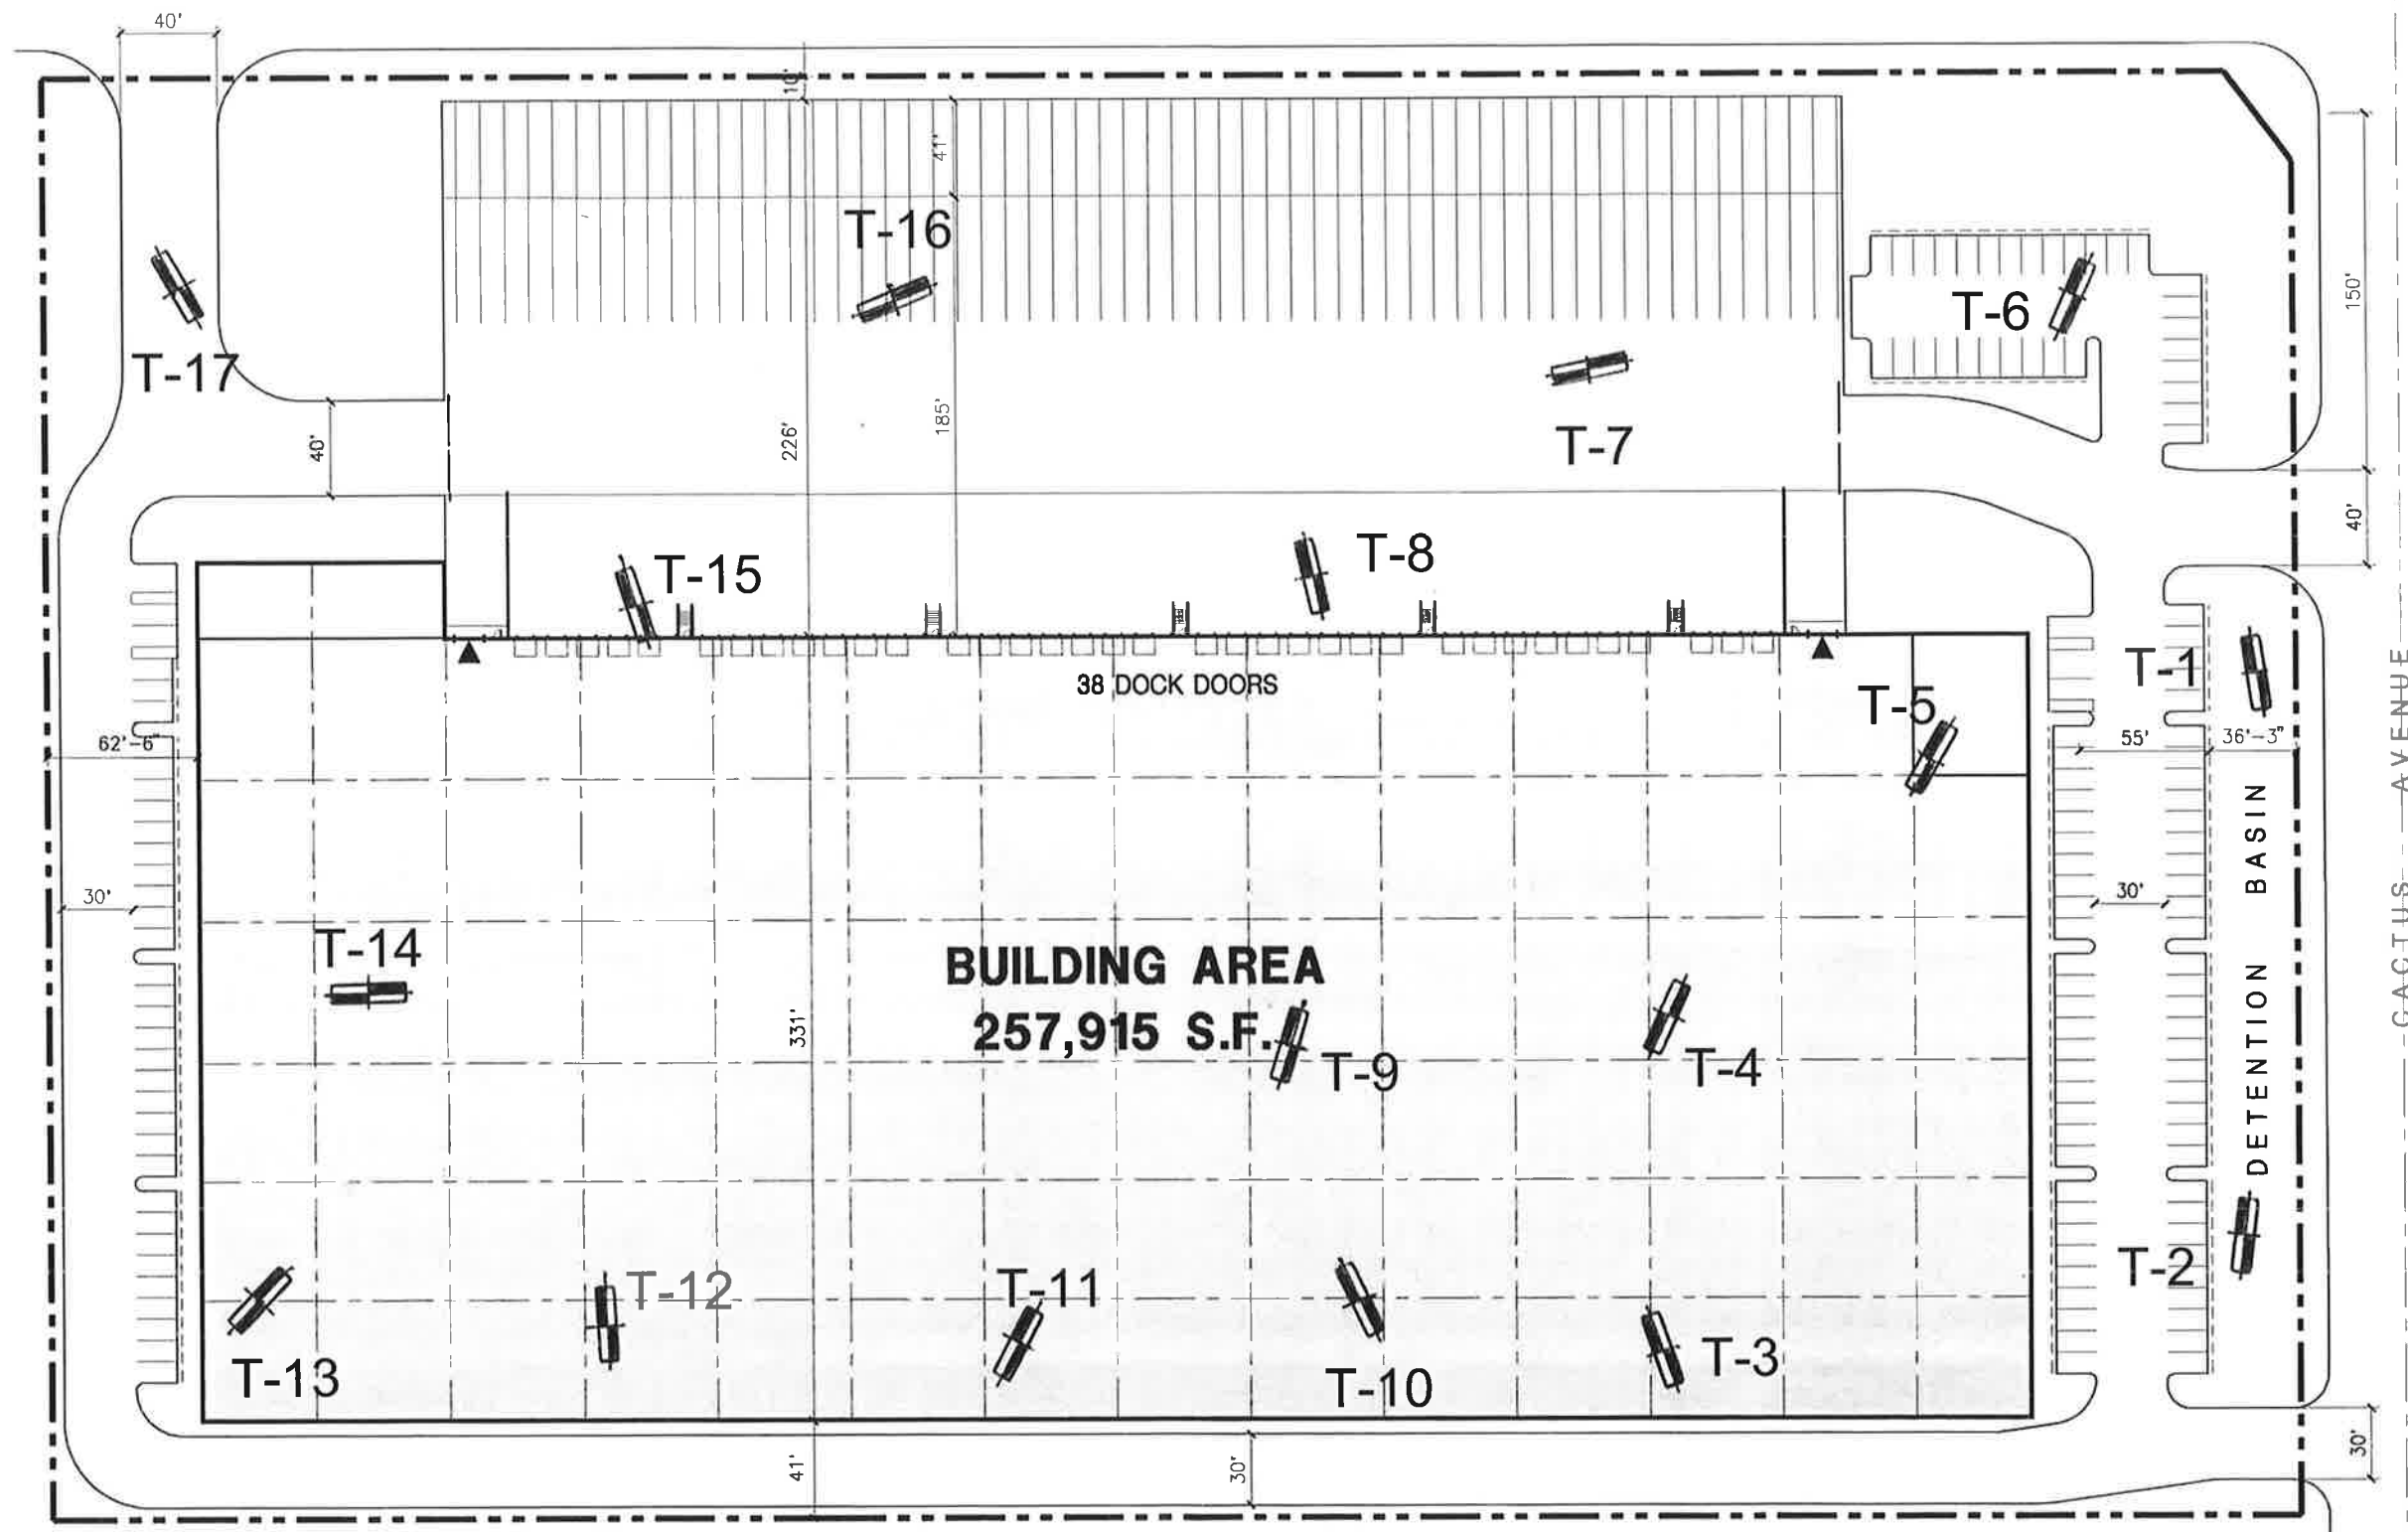 40'
10'
41'
T-16
T-6
150'
T-17
40'
226'
185'
T-7
40'
T-15
T-8
38 DOCK DOORS
T-1
T-5
62'-6"
55'
36'-3"
30'
30'
T-14
BUILDING AREA
257,915 S.F.
331'
T-9
T-4
DETENTION BASIN
CACTUS AVENUE
T-12
T-11
T-2
T-13
T-10
T-3
41'
30'
30'